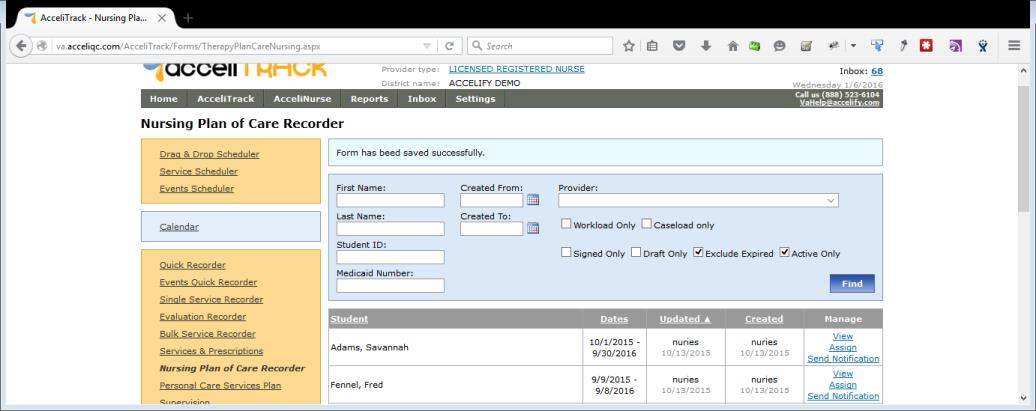 AcceliTrack - Nursing Pla...
va.acceliqc.com/AcceliTrack/Forms/TherapyPlanCareNursing.aspx
Search
acceliTRACK
Provider type: LICENSED REGISTERED NURSE
Inbox: 68
District name: ACCELIFY DEMO
Wednesday 1/6/2016
Home AcceliTrack AcceliNurse Reports Inbox Settings
Call us (888) 523-6104
VaHelp@accelify.com
Nursing Plan of Care Recorder
Drag & Drop Scheduler
Service Scheduler
Events Scheduler
Calendar
Quick Recorder
Events Quick Recorder
Single Service Recorder
Evaluation Recorder
Bulk Service Recorder
Services & Prescriptions
Nursing Plan of Care Recorder
Personal Care Services Plan
Supervision
Form has beed saved successfully.
First Name:
Created From:
Provider:
Last Name:
Created To:
Workload Only Caseload only
Student ID:
Signed Only Draft Only Exclude Expired Active Only
Medicaid Number:
Find
Student Dates Updated ▲ Created Manage
Adams, Savannah
10/1/2015 -
9/30/2016
nuries
10/13/2015
nuries
10/13/2015
View
Assign
Send Notification
Fennel, Fred
9/9/2015 -
9/8/2016
nuries
10/13/2015
nuries
10/13/2015
View
Assign
Send Notification